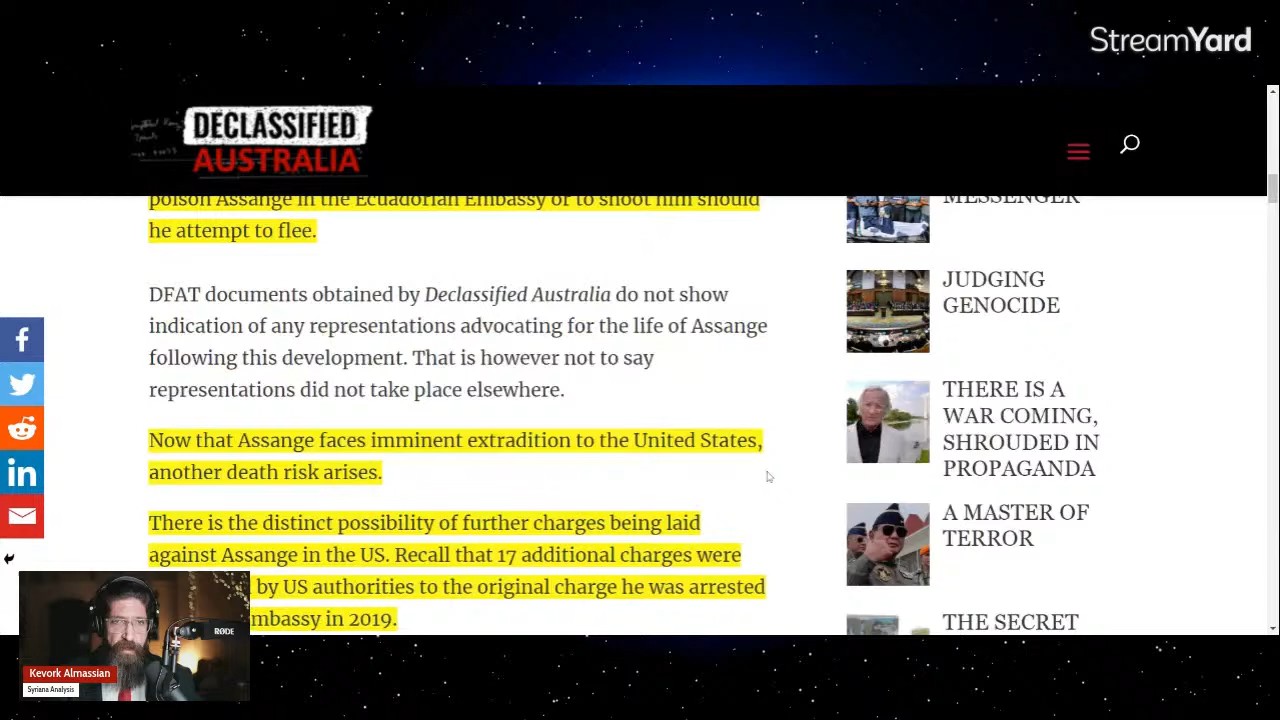 StreamYard
DECLASSIFIED
AUSTRALIA
poison Assange in the Ecuadorian Embassy or to shoot him should
he attempt to flee.
DFAT documents obtained by Declassified Australia do not show
indication of any representations advocating for the life of Assange
following this development. That is however not to say
representations did not take place elsewhere.
Now that Assange faces imminent extradition to the United States,
another death risk arises.
There is the distinct possibility of further charges being laid
against Assange in the US. Recall that 17 additional charges were
by US authorities to the original charge he was arrested
mbassy in 2019.
MESSENGER
JUDGING
GENOCIDE
THERE IS A
WAR COMING,
SHROUDED IN
PROPAGANDA
A MASTER OF
TERROR
THE SECRET
RØDE
Kevork Almassian
Syriana Analysis